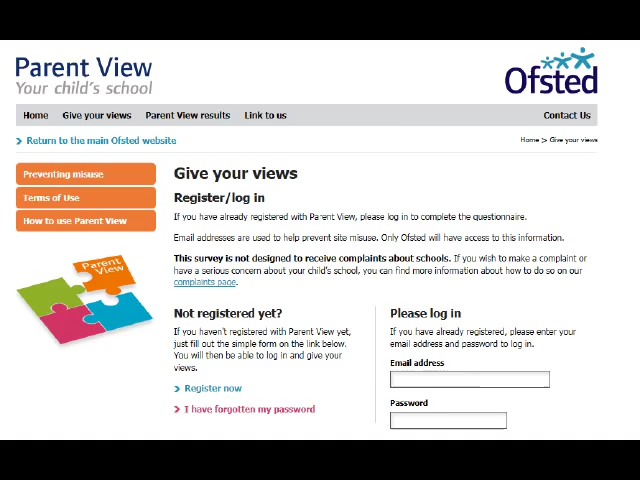 Parent View
Your child's school
Ofsted
Home Give your views Parent View results Link to us Contact Us
Return to the main Ofsted website
Home > Give your views
Preventing misuse
Terms of Use
How to use Parent View
Parent
View
Give your views
Register/log in
If you have already registered with Parent View, please log in to complete the questionnaire.
Email addresses are used to help prevent site misuse. Only Ofsted will have access to this information.
This survey is not designed to receive complaints about schools. If you wish to make a complaint or
have a serious concern about your child's school, you can find more information about how to do so on our
complaints page.
Not registered yet?
If you haven't registered with Parent View yet,
just fill out the simple form on the link below.
You will then be able to log in and give your
views.
Register now
I have forgotten my password
Please log in
If you have already registered, please enter your
email address and password to log in.
Email address
Password